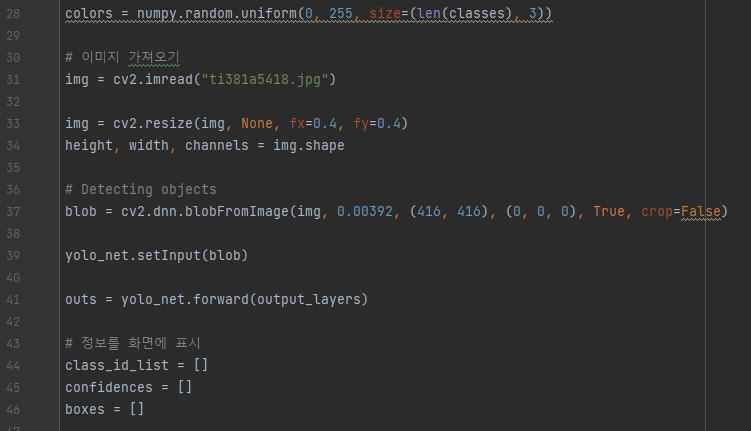 28 colors = numpy.random.uniform(0, 255, size=(len(classes), 3))
29
30 # 이미지 가져오기
31 img = cv2.imread("ti381a5418.jpg")
32
33 img = cv2.resize(img, None, fx=0.4, fy=0.4)
34 height, width, channels = img.shape
35
36 # Detecting objects
37 blob = cv2.dnn.blobFromImage(img, 0.00392, (416, 416), (0, 0, 0), True, crop=False)
38
39 yolo_net.setInput(blob)
40
41 outs = yolo_net.forward(output_layers)
42
43 # 정보를 화면에 표시
44 class_id_list = []
45 confidences = []
46 boxes = []